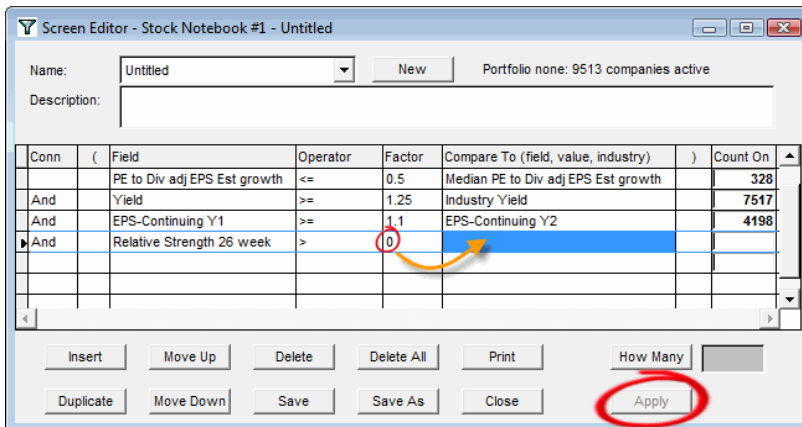 Screen Editor - Stock Notebook #1 - Untitled
Name: Untitled New Portfolio none: 9513 companies active
Description:
Conn ( Field Operator Factor Compare To (field, value, industry) ) Count On
PE to Div adj EPS Est growth <= 0.5 Median PE to Div adj EPS Est growth 328
And Yield >= 1.25 Industry Yield 7517
And EPS-Continuing Y1 >= 1.1 EPS-Continuing Y2 4198
And Relative Strength 26 week > 0
Insert Move Up Delete Delete All Print How Many
Duplicate Move Down Save Save As Close Apply